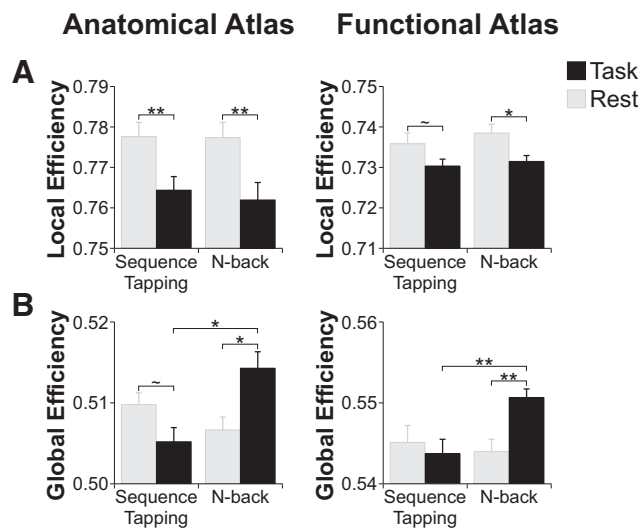 Anatomical Atlas Functional Atlas
Task
Rest
A
Local Efficiency
0.79
0.78
0.77
0.76
0.75
** **
Sequence Tapping N-back
Local Efficiency
0.75
0.74
0.73
0.72
0.71
~ *
Sequence Tapping N-back
B
Global Efficiency
0.52
0.51
0.50
*
~ *
Sequence Tapping N-back
Global Efficiency
0.56
0.55
0.54
**
**
Sequence Tapping N-back